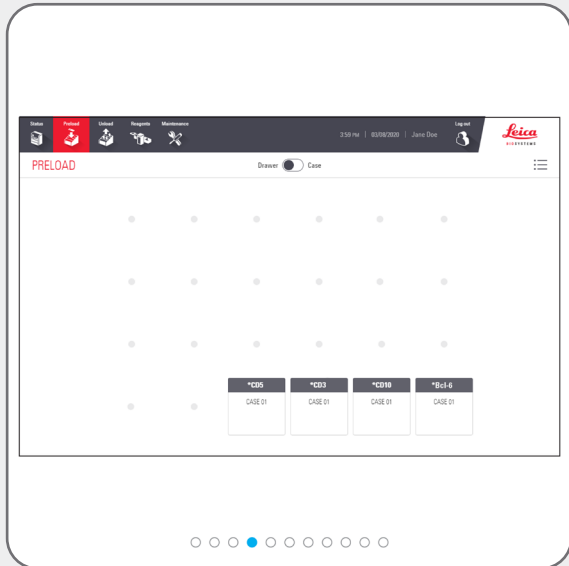 Status Preload Unload Reagents Maintenance
3:59 PM | 03/08/2020 | Jane Doe Log out
Leica
BIOSYSTEMS
PRELOAD Drawer Case
*CD5 *CD3 *CD10 *Bcl-6
CASE 01 CASE 01 CASE 01 CASE 01